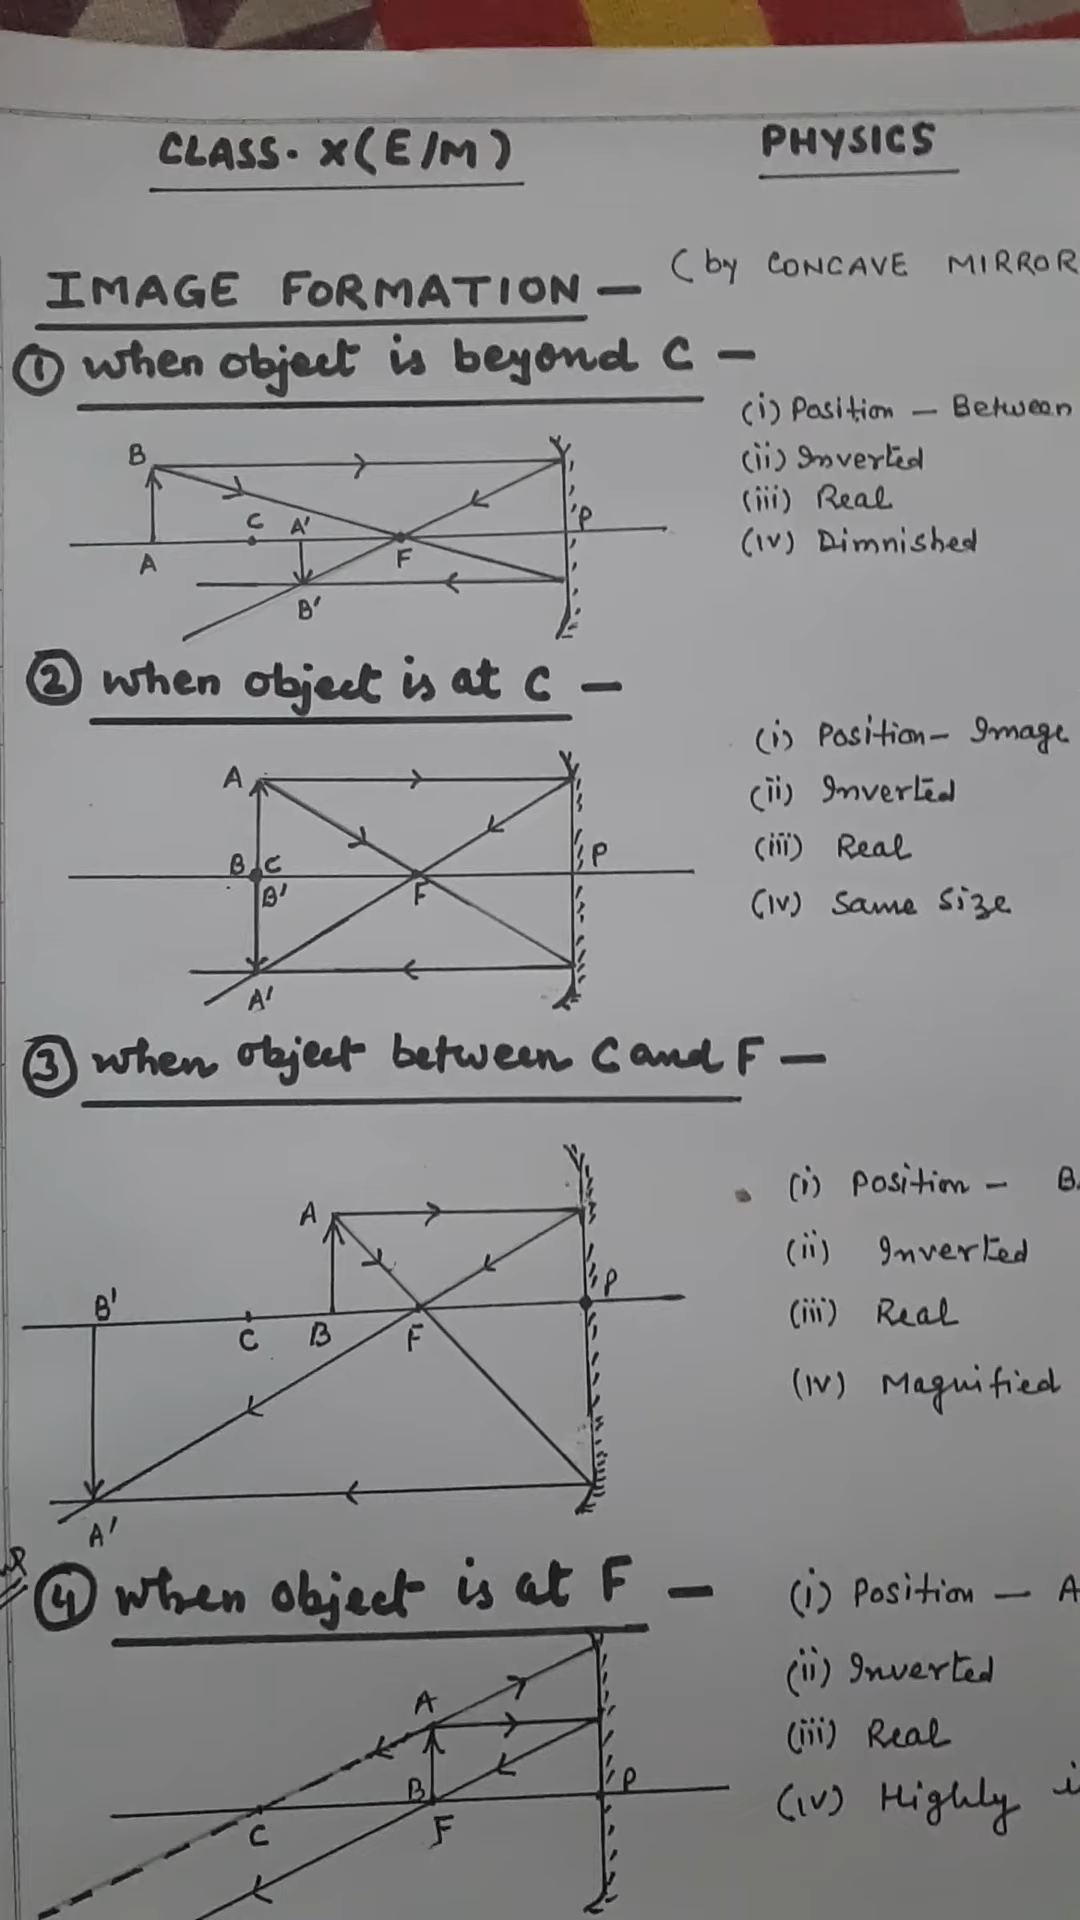 CLASS. X(E/M)
PHYSICS
IMAGE FORMATION — (by CONCAVE MIRROR
① when object is beyond C —
(i) Position — Between
(ii) Inverted
(iii) Real
(iv) Dimnished
B
C
A'
P
A
F
B'
② when object is at C —
(i) Position — Image
(ii) Inverted
(iii) Real
(iv) Same Size
A
B C
P
B'
F
A'
③ when object between C and F —
(i) Position —
(ii) Inverted
(iii) Real
(iv) Magnified
A
P
B'
C
B
F
A'
④ when object is at F —
(i) Position — A
(ii) Inverted
(iii) Real
(iv) Highly
A
B
P
C
F